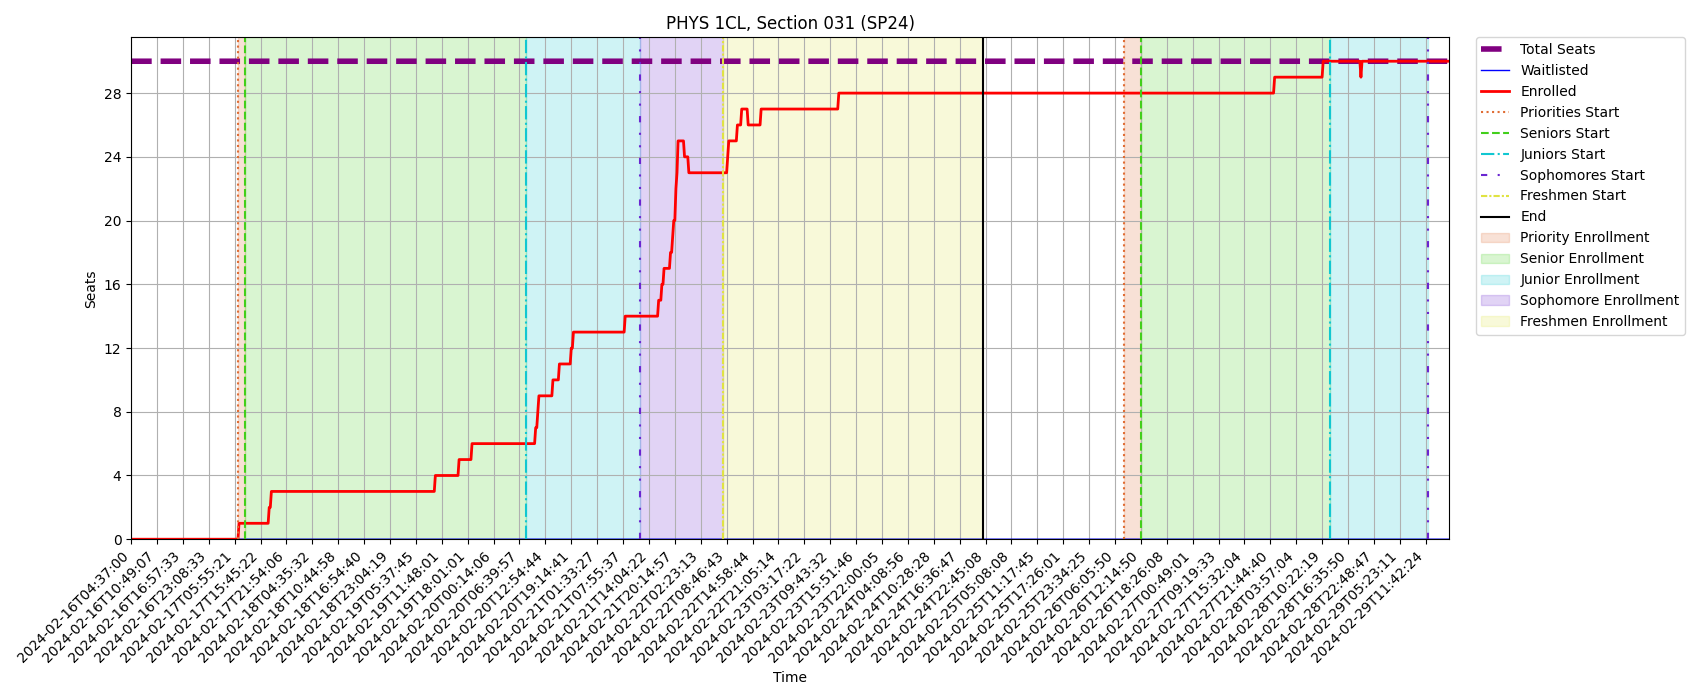 PHYS 1CL, Section 031 (SP24)
Total Seats
Waitlisted
Enrolled
Priorities Start
Seniors Start
Juniors Start
Sophomores Start
Freshmen Start
End
Priority Enrollment
Senior Enrollment
Junior Enrollment
Sophomore Enrollment
Freshmen Enrollment
Seats
28
24
20
16
12
8
4
0
2024-02-16T04:37:00
2024-02-16T10:49:07
2024-02-16T16:57:33
2024-02-16T23:08:33
2024-02-17T05:55:21
2024-02-17T15:45:22
2024-02-17T21:54:06
2024-02-18T04:35:32
2024-02-18T10:44:58
2024-02-18T16:54:40
2024-02-18T23:04:19
2024-02-19T05:37:45
2024-02-19T11:48:01
2024-02-19T18:01:01
2024-02-20T00:14:06
2024-02-20T06:39:57
2024-02-20T12:54:44
2024-02-20T19:14:41
2024-02-21T01:33:27
2024-02-21T07:55:37
2024-02-21T14:04:22
2024-02-21T20:14:57
2024-02-22T02:23:13
2024-02-22T08:46:43
2024-02-22T14:58:44
2024-02-22T21:05:14
2024-02-23T03:17:22
2024-02-23T09:43:32
2024-02-23T15:51:46
2024-02-23T22:00:05
2024-02-24T04:08:56
2024-02-24T10:28:28
2024-02-24T16:36:47
2024-02-24T22:45:08
2024-02-25T05:08:08
2024-02-25T11:17:45
2024-02-25T17:26:01
2024-02-25T23:34:25
2024-02-26T06:05:50
2024-02-26T12:14:50
2024-02-26T18:26:08
2024-02-27T00:49:01
2024-02-27T09:19:33
2024-02-27T15:32:04
2024-02-27T21:44:40
2024-02-28T03:57:04
2024-02-28T10:22:19
2024-02-28T16:35:50
2024-02-28T22:48:47
2024-02-29T05:23:11
2024-02-29T11:42:24
Time